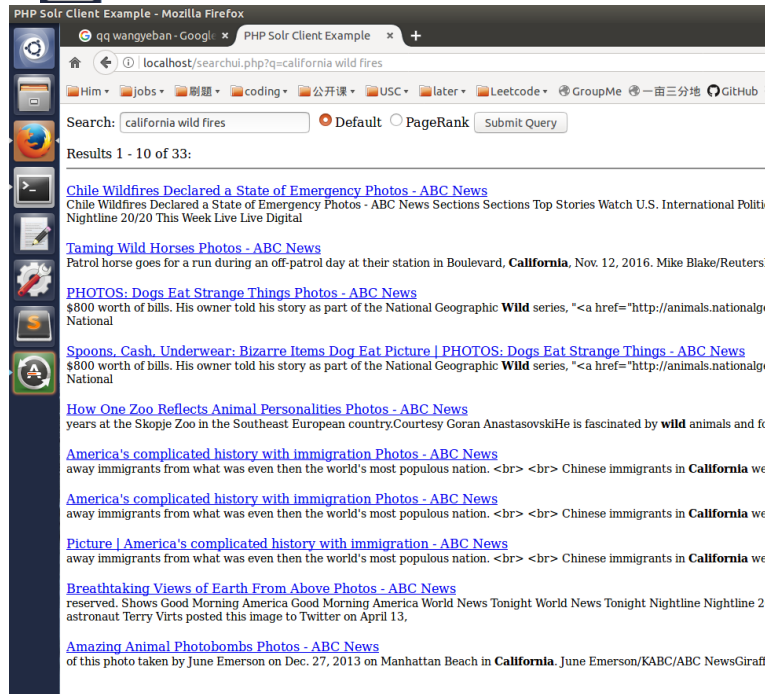 PHP Solr Client Example - Mozilla Firefox
qq wangyeban - Google
PHP Solr Client Example
localhost/searchui.php?q=california wild fires
Him
jobs
刷題
coding
公开课
USC
later
Leetcode
GroupMe
一亩三分地
GitHub
Search: california wild fires Default PageRank Submit Query
Results 1 - 10 of 33:
Chile Wildfires Declared a State of Emergency Photos - ABC News
Chile Wildfires Declared a State of Emergency Photos - ABC News Sections Sections Top Stories Watch U.S. International Politi
Nightline 20/20 This Week Live Live Digital
Taming Wild Horses Photos - ABC News
Patrol horse goes for a run during an off-patrol day at their station in Boulevard, California, Nov. 12, 2016. Mike Blake/Reuters
PHOTOS: Dogs Eat Strange Things Photos - ABC News
$800 worth of bills. His owner told his story as part of the National Geographic Wild series, "<a href="http://animals.nationalge
National
Spoons, Cash, Underwear: Bizarre Items Dog Eat Picture | PHOTOS: Dogs Eat Strange Things - ABC News
$800 worth of bills. His owner told his story as part of the National Geographic Wild series, "<a href="http://animals.nationalge
National
How One Zoo Reflects Animal Personalities Photos - ABC News
years at the Skopje Zoo in the Southeast European country.Courtesy Goran AnastasovskiHe is fascinated by wild animals and fo
America's complicated history with immigration Photos - ABC News
away immigrants from what was even then the world's most populous nation. <br> <br> Chinese immigrants in California we
America's complicated history with immigration Photos - ABC News
away immigrants from what was even then the world's most populous nation. <br> <br> Chinese immigrants in California we
Picture | America's complicated history with immigration - ABC News
away immigrants from what was even then the world's most populous nation. <br> <br> Chinese immigrants in California we
Breathtaking Views of Earth From Above Photos - ABC News
reserved. Shows Good Morning America Good Morning America World News Tonight World News Tonight Nightline Nightline 2
astronaut Terry Virts posted this image to Twitter on April 13,
Amazing Animal Photobombs Photos - ABC News
of this photo taken by June Emerson on Dec. 27, 2013 on Manhattan Beach in California. June Emerson/KABC/ABC NewsGiraff